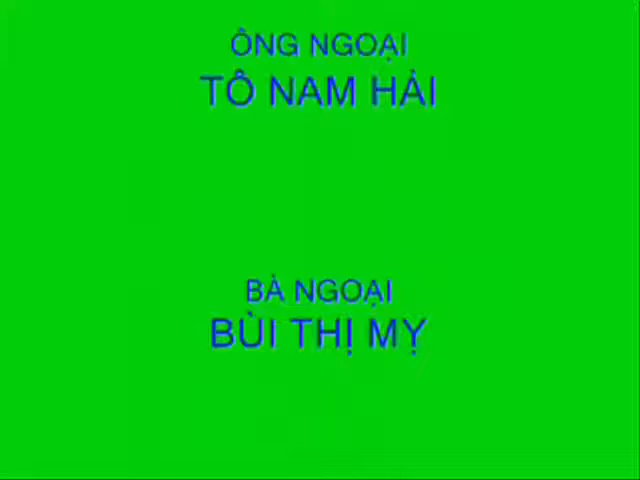 ÔNG NGOẠI
TÔ NAM HẢI
BÀ NGOẠI
BÙI THỊ MỴ